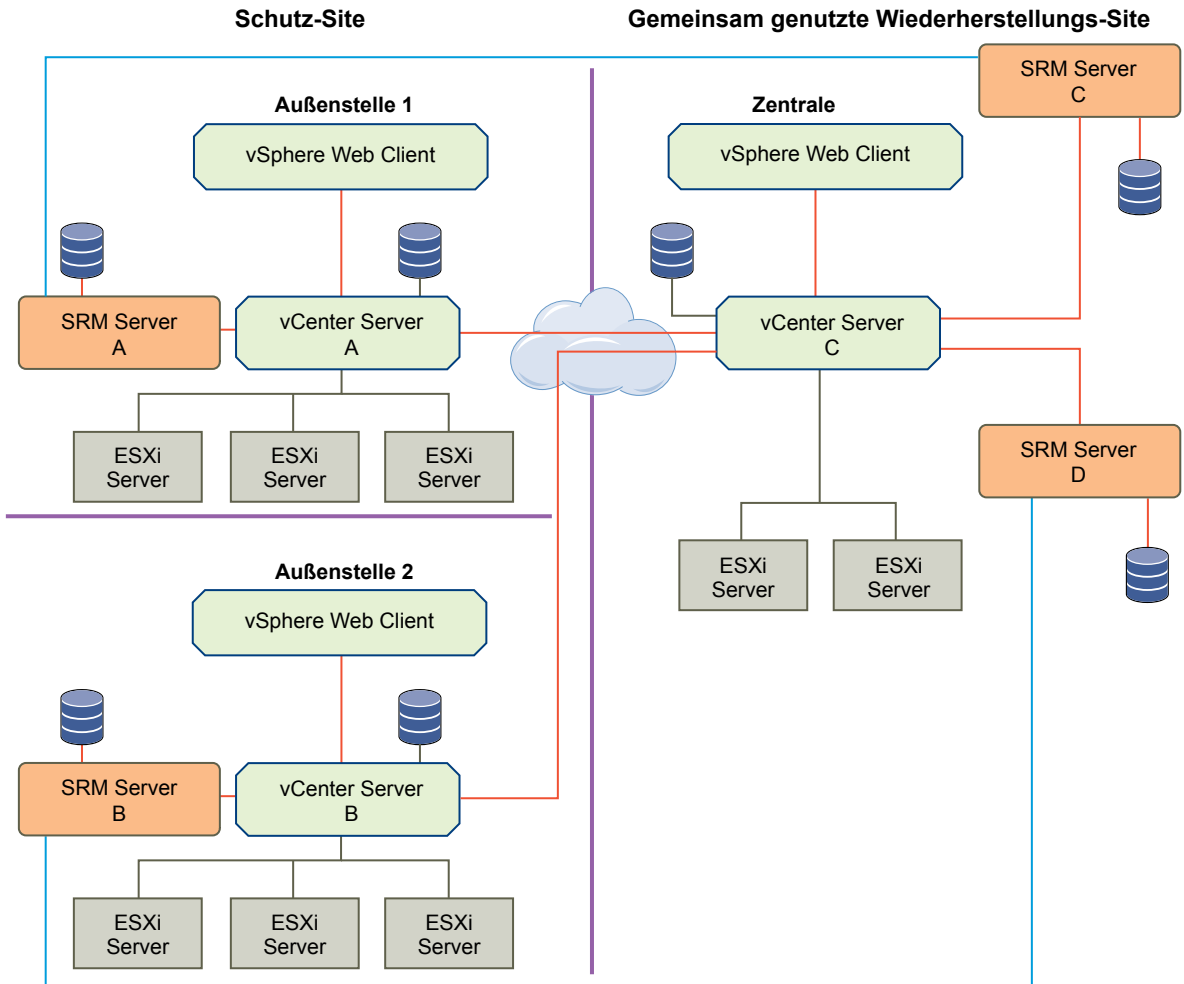 Schutz-Site
Gemeinsam genutzte Wiederherstellungs-Site
SRM Server
C
Außenstelle 1
Zentrale
vSphere Web Client
vSphere Web Client
SRM Server
A
vCenter Server
A
vCenter Server
C
ESXi
Server
ESXi
Server
ESXi
Server
SRM Server
D
ESXi
Server
ESXi
Server
Außenstelle 2
vSphere Web Client
SRM Server
B
vCenter Server
B
ESXi
Server
ESXi
Server
ESXi
Server